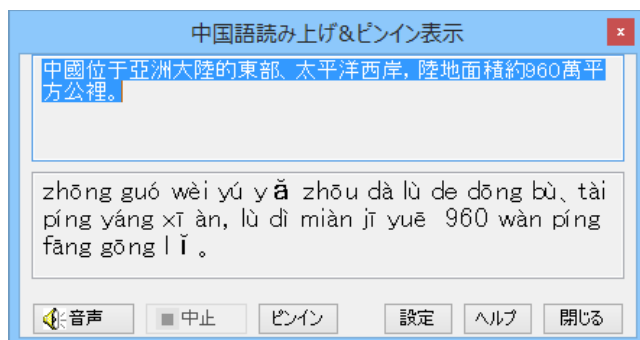 中国語読み上げ&ピンイン表示
x
中國位于亞洲大陸的東部、太平洋西岸，陸地面積約960萬平
方公裡。
zhōng guó wèi yú yǎ zhōu dà lù de dōng bù、tài
píng yáng xī àn, lù dì miàn jī yuē 960 wàn píng
fāng gōng lǐ 。
音声 中止 ピンイン 設定 ヘルプ 閉じる